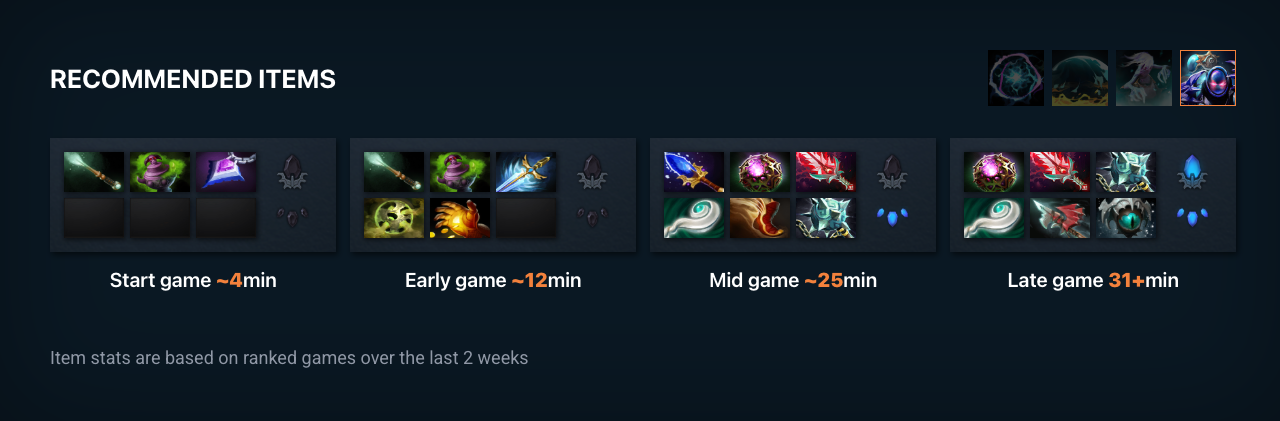 RECOMMENDED ITEMS
Start game ~4min
Early game ~12min
Mid game ~25min
Late game 31+min
Item stats are based on ranked games over the last 2 weeks